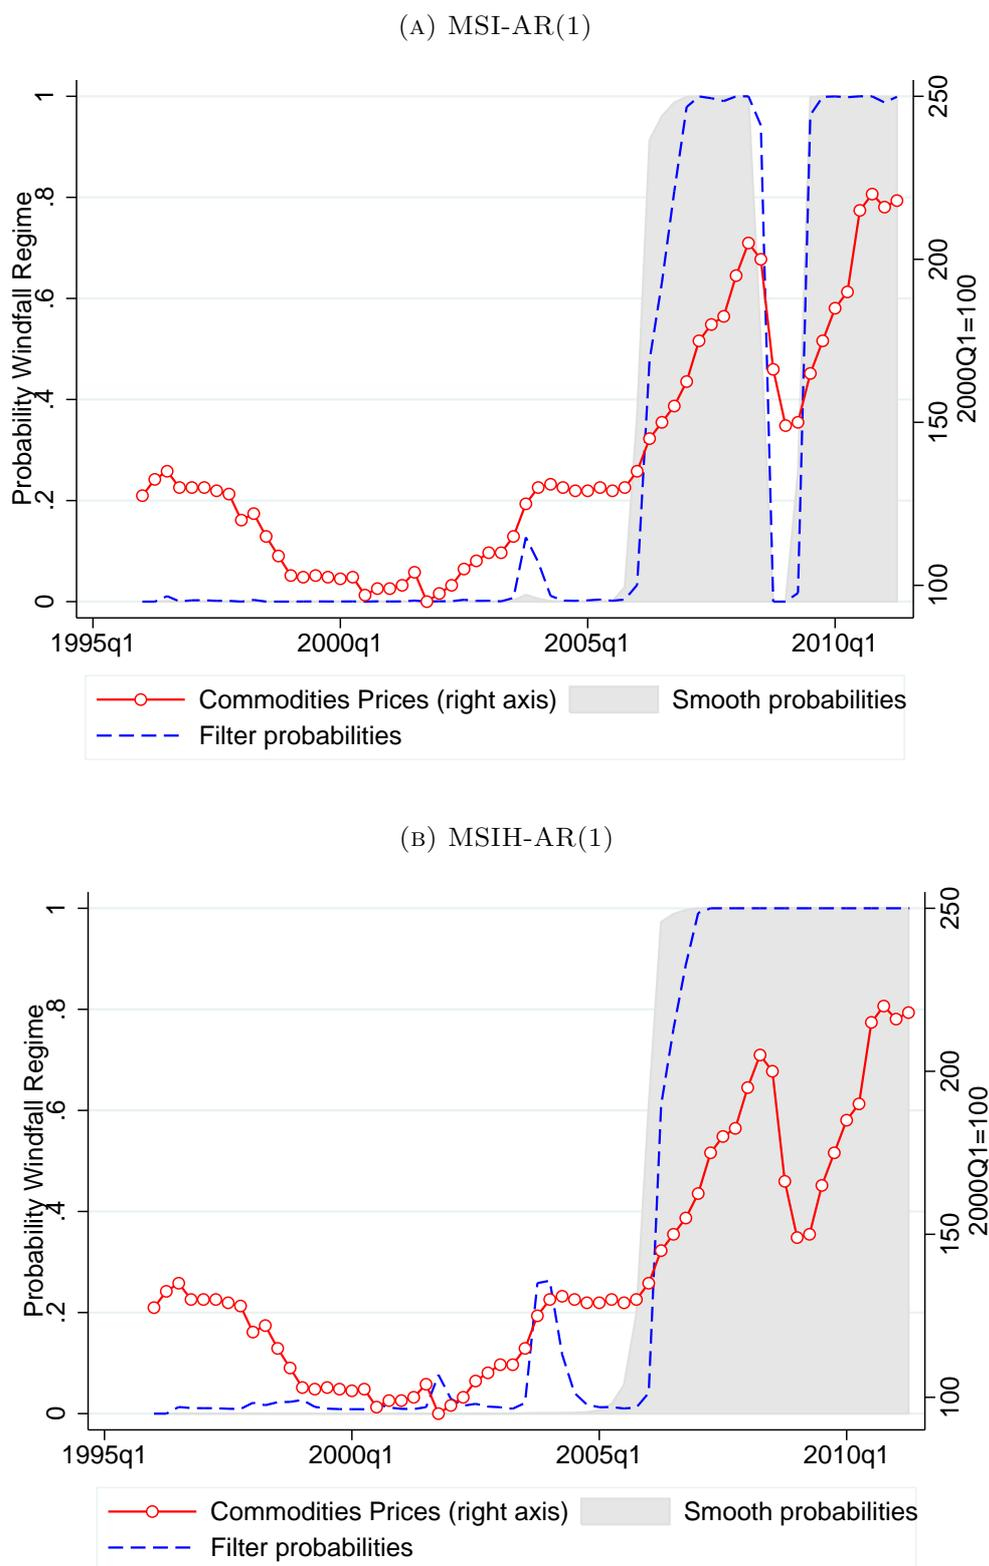 (A) MSI-AR(1)
Probability Windfall Regime
0 .2 .4 .6 .8 1
100 150 200 250
2000Q1=100
1995q1 2000q1 2005q1 2010q1
Commodities Prices (right axis) Smooth probabilities
Filter probabilities
(B) MSIH-AR(1)
Probability Windfall Regime
0 .2 .4 .6 .8 1
100 150 200 250
2000Q1=100
1995q1 2000q1 2005q1 2010q1
Commodities Prices (right axis) Smooth probabilities
Filter probabilities